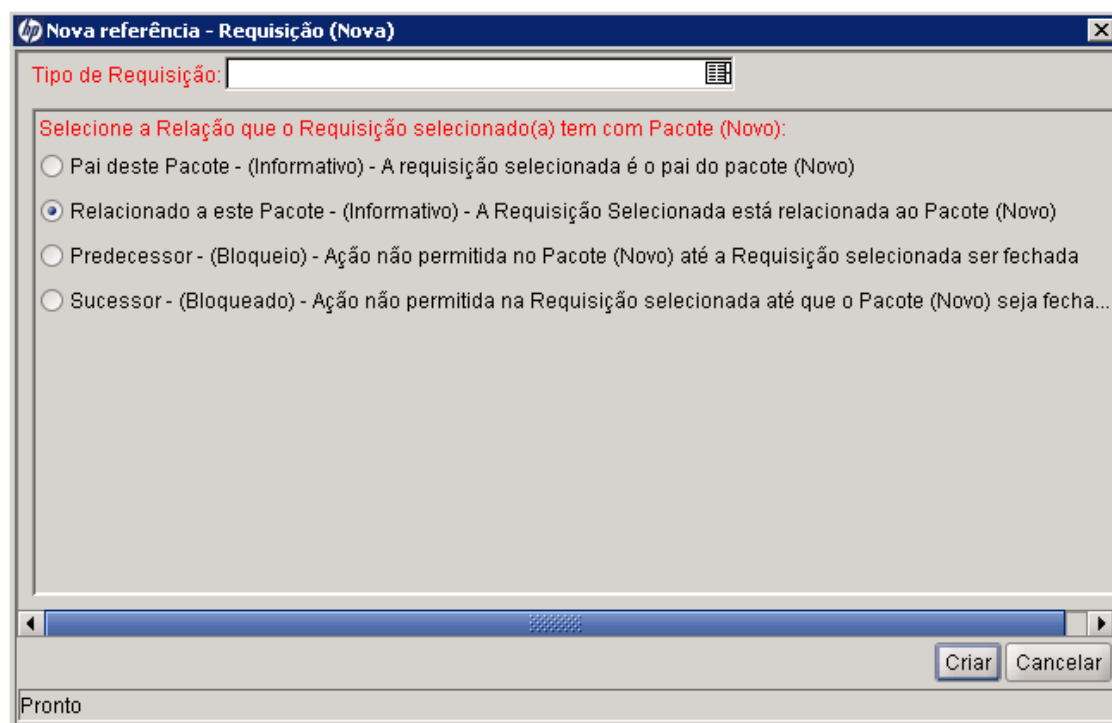 hp Nova referência - Requisição (Nova)
Tipo de Requisição:
Selecione a Relação que o Requisição selecionado(a) tem com Pacote (Novo):
Pai deste Pacote - (Informativo) - A requisição selecionada é o pai do pacote (Novo)
Relacionado a este Pacote - (Informativo) - A Requisição Selecionada está relacionada ao Pacote (Novo)
Predecessor - (Bloqueio) - Ação não permitida no Pacote (Novo) até a Requisição selecionada ser fechada
Sucessor - (Bloqueado) - Ação não permitida na Requisição selecionada até que o Pacote (Novo) seja fecha...
Criar Cancelar
Pronto